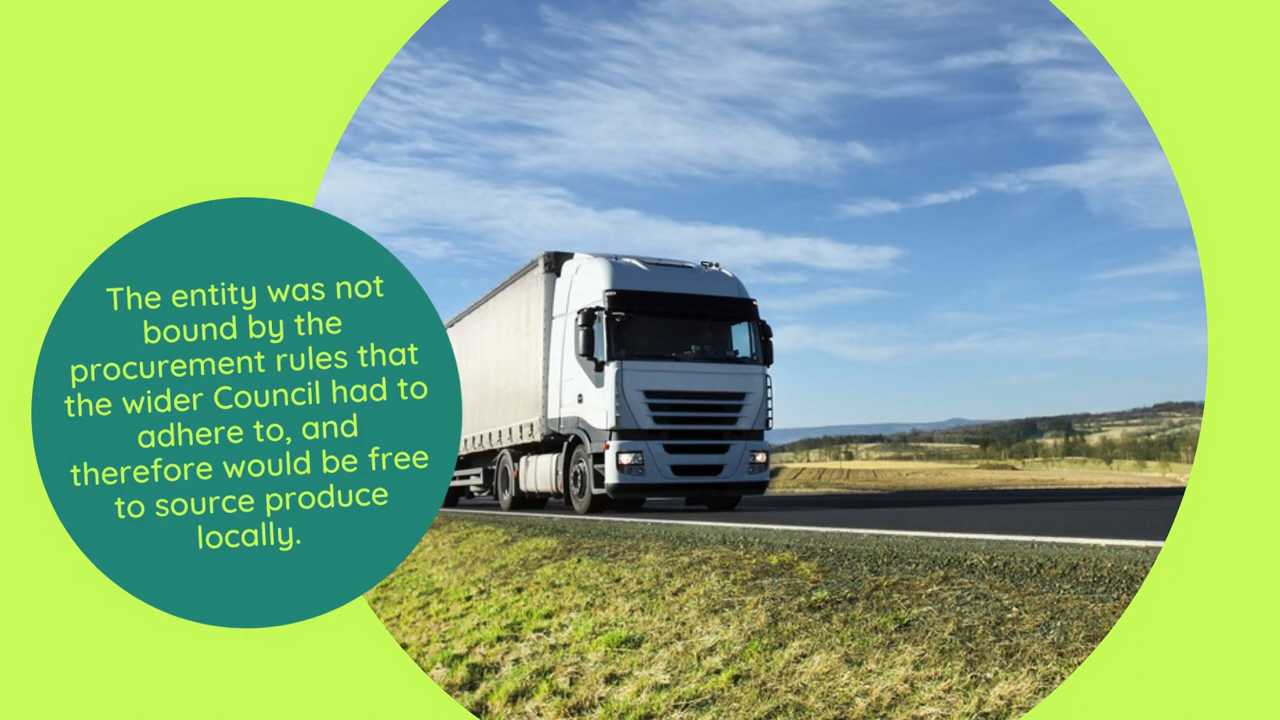 The entity was not
bound by the
procurement rules that
the wider Council had to
adhere to, and
therefore would be free
to source produce
locally.